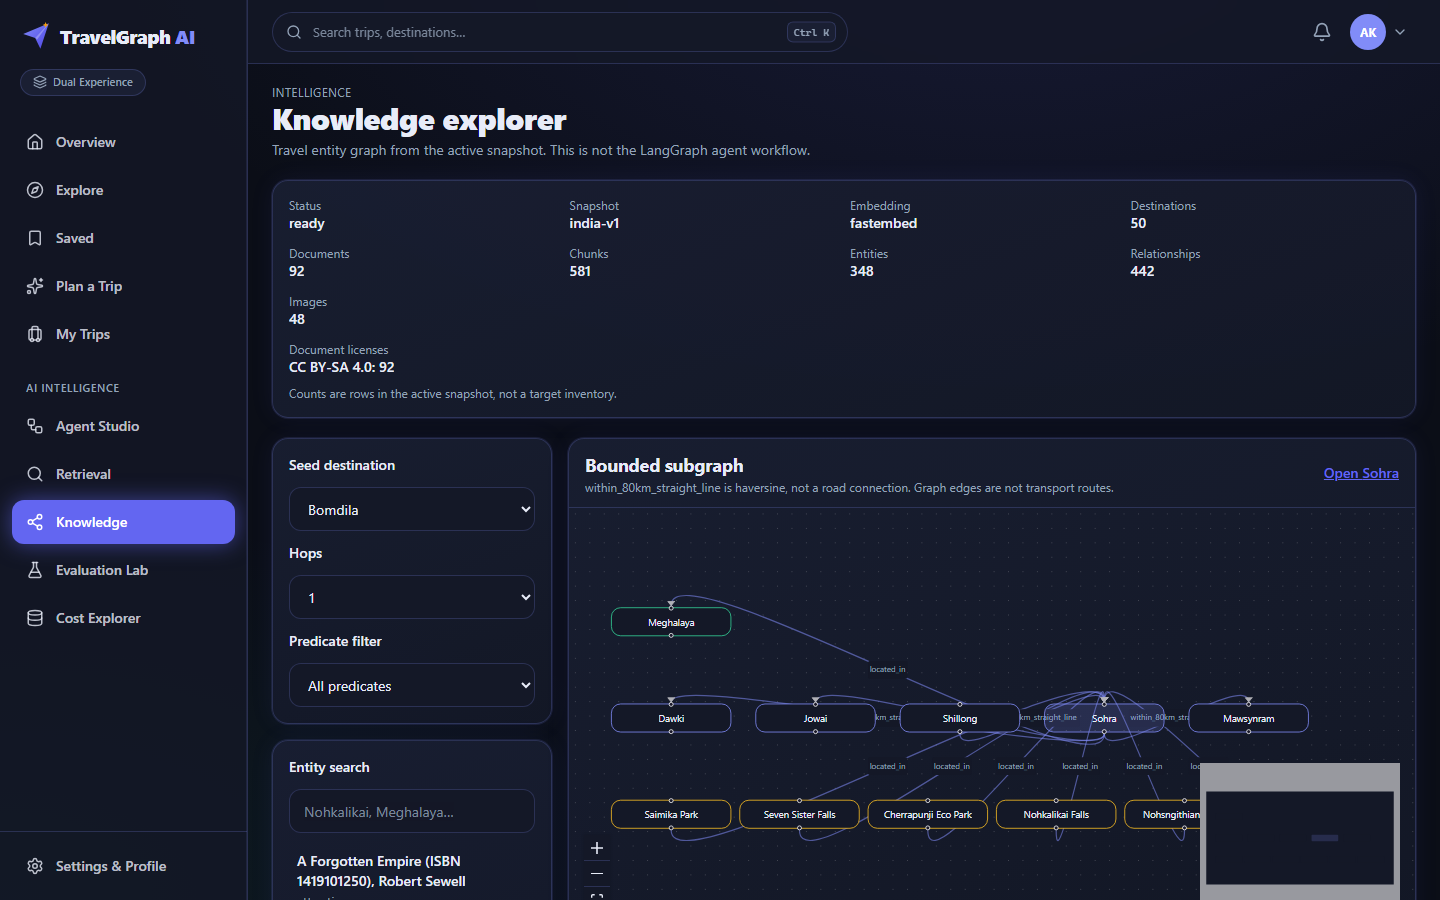 TravelGraph AI
Dual Experience
Overview
Explore
Saved
Plan a Trip
My Trips
AI INTELLIGENCE
Agent Studio
Retrieval
Knowledge
Evaluation Lab
Cost Explorer
Settings & Profile
Search trips, destinations...
Ctrl K
AK
INTELLIGENCE
Knowledge explorer
Travel entity graph from the active snapshot. This is not the LangGraph agent workflow.
Status
ready
Snapshot
india-v1
Embedding
fastembed
Destinations
50
Documents
92
Chunks
581
Entities
348
Relationships
442
Images
48
Document licenses
CC BY-SA 4.0: 92
Counts are rows in the active snapshot, not a target inventory.
Seed destination
Bomdila
Hops
1
Predicate filter
All predicates
Entity search
Nohkalikai, Meghalaya...
A Forgotten Empire (ISBN
1419101250), Robert Sewell
Bounded subgraph
within_80km_straight_line is haversine, not a road connection. Graph edges are not transport routes.
Open Sohra
Meghalaya
located_in
Dawki
Jowai
km_stra
Shillong
km_straight_line
Sohra
within_80km_stra
Mawsynram
located_in
located_in
located_in
located_in
located_in
loc
Saimika Park
Seven Sister Falls
Cherrapunji Eco Park
Nohkalikai Falls
Nohsngithian